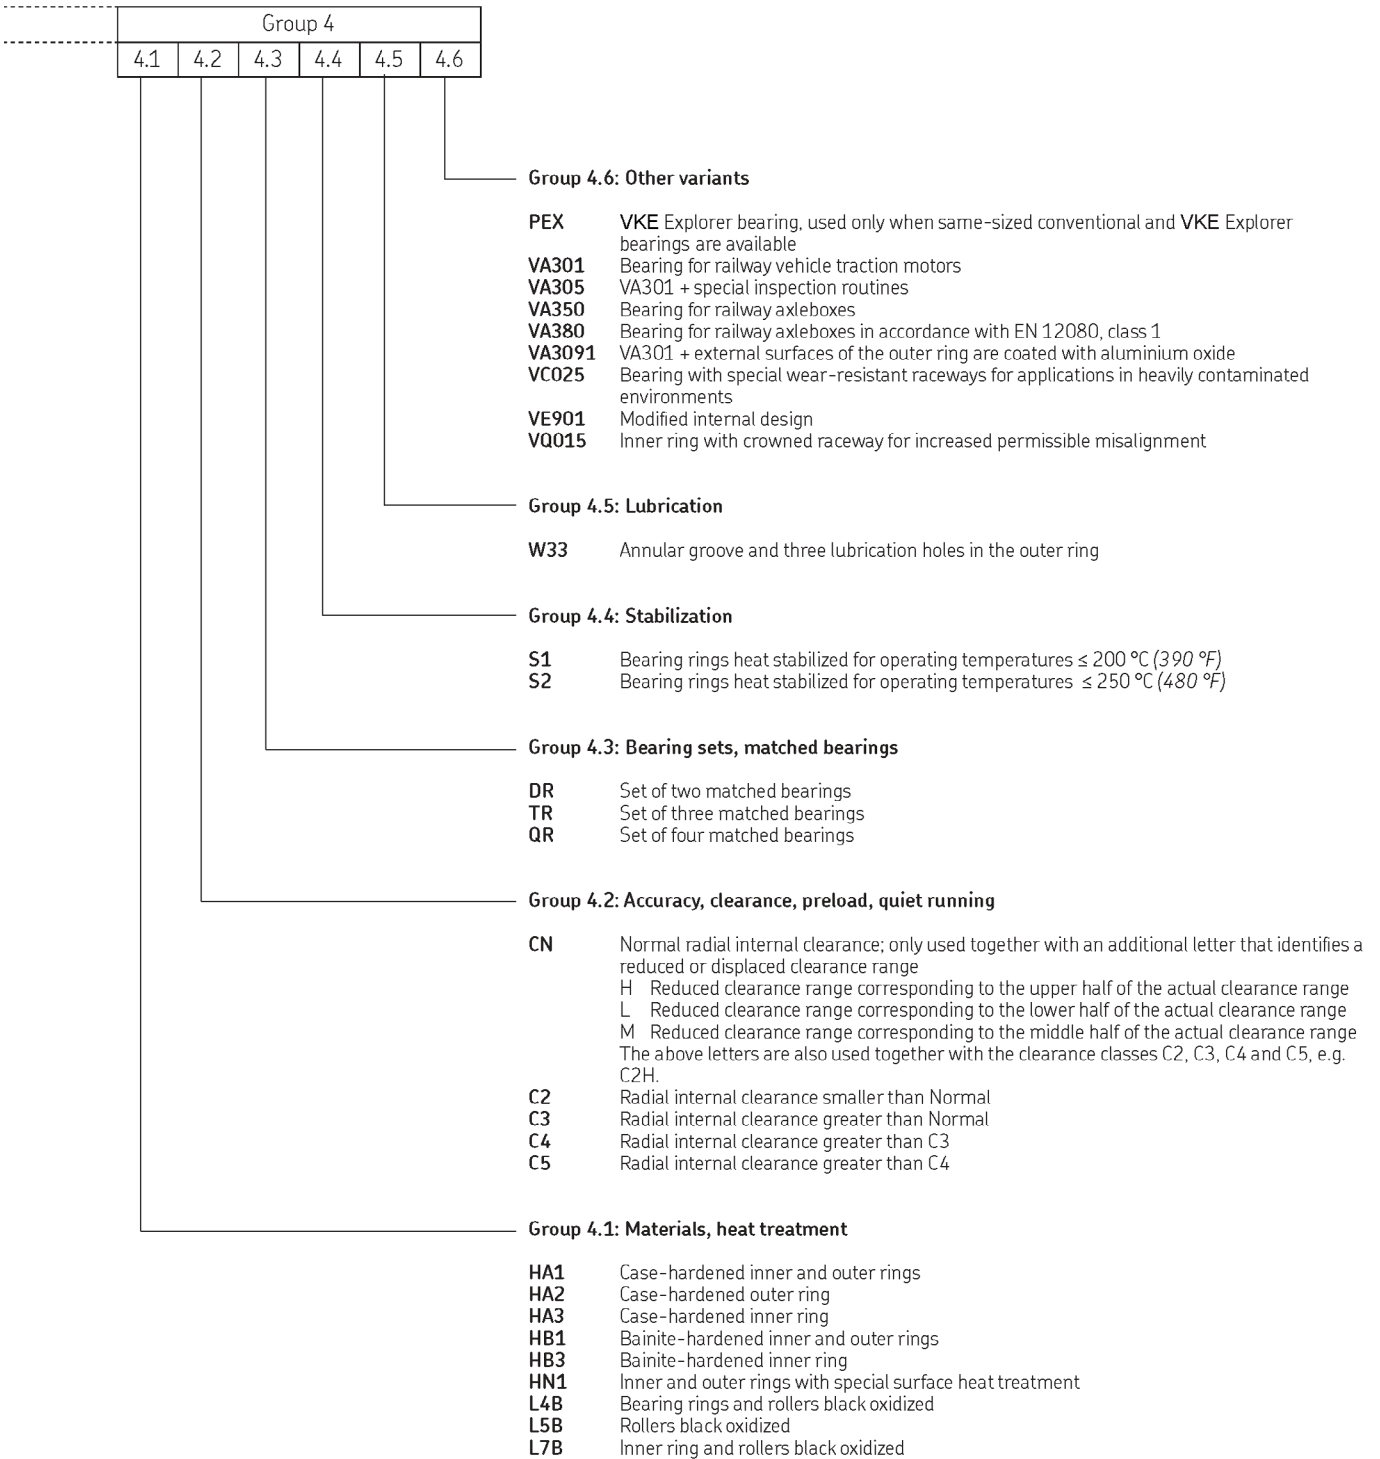 Group 4
4.1 4.2 4.3 4.4 4.5 4.6
Group 4.6: Other variants
PEX VKE Explorer bearing, used only when same-sized conventional and VKE Explorer
bearings are available
VA301 Bearing for railway vehicle traction motors
VA305 VA301 + special inspection routines
VA350 Bearing for railway axleboxes
VA380 Bearing for railway axleboxes in accordance with EN 12080, class 1
VA3091 VA301 + external surfaces of the outer ring are coated with aluminium oxide
VC025 Bearing with special wear-resistant raceways for applications in heavily contaminated
environments
VE901 Modified internal design
VQ015 Inner ring with crowned raceway for increased permissible misalignment
Group 4.5: Lubrication
W33 Annular groove and three lubrication holes in the outer ring
Group 4.4: Stabilization
S1 Bearing rings heat stabilized for operating temperatures ≤ 200 °C (390 °F)
S2 Bearing rings heat stabilized for operating temperatures ≤ 250 °C (480 °F)
Group 4.3: Bearing sets, matched bearings
DR Set of two matched bearings
TR Set of three matched bearings
QR Set of four matched bearings
Group 4.2: Accuracy, clearance, preload, quiet running
CN Normal radial internal clearance; only used together with an additional letter that identifies a
reduced or displaced clearance range
H Reduced clearance range corresponding to the upper half of the actual clearance range
L Reduced clearance range corresponding to the lower half of the actual clearance range
M Reduced clearance range corresponding to the middle half of the actual clearance range
The above letters are also used together with the clearance classes C2, C3, C4 and C5, e.g.
C2H.
C2 Radial internal clearance smaller than Normal
C3 Radial internal clearance greater than Normal
C4 Radial internal clearance greater than C3
C5 Radial internal clearance greater than C4
Group 4.1: Materials, heat treatment
HA1 Case-hardened inner and outer rings
HA2 Case-hardened outer ring
HA3 Case-hardened inner ring
HB1 Bainite-hardened inner and outer rings
HB3 Bainite-hardened inner ring
HN1 Inner and outer rings with special surface heat treatment
L4B Bearing rings and rollers black oxidized
L5B Rollers black oxidized
L7B Inner ring and rollers black oxidized